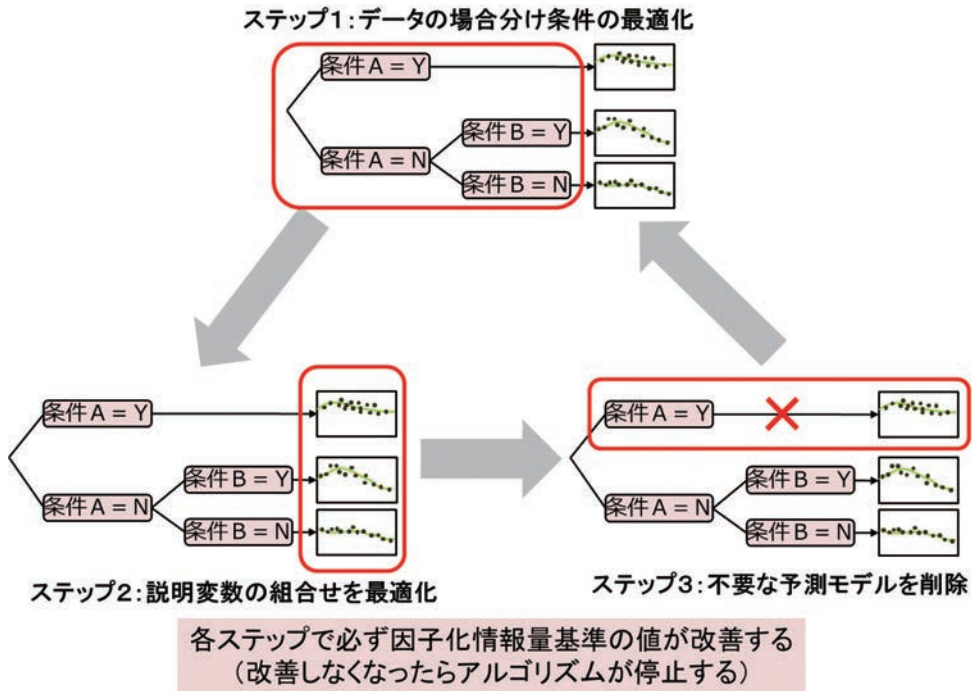 ステップ1:データの場合分け条件の最適化
条件A=Y
条件B=Y
条件A=N
条件B=N
条件A=Y
条件B=Y
条件A=N
条件B=N
ステップ2:説明変数の組合せを最適化
条件A=Y
条件B=Y
条件A=N
条件B=N
ステップ3:不要な予測モデルを削除
各ステップで必ず因子化情報量基準の値が改善する
(改善しなくなったらアルゴリズムが停止する)